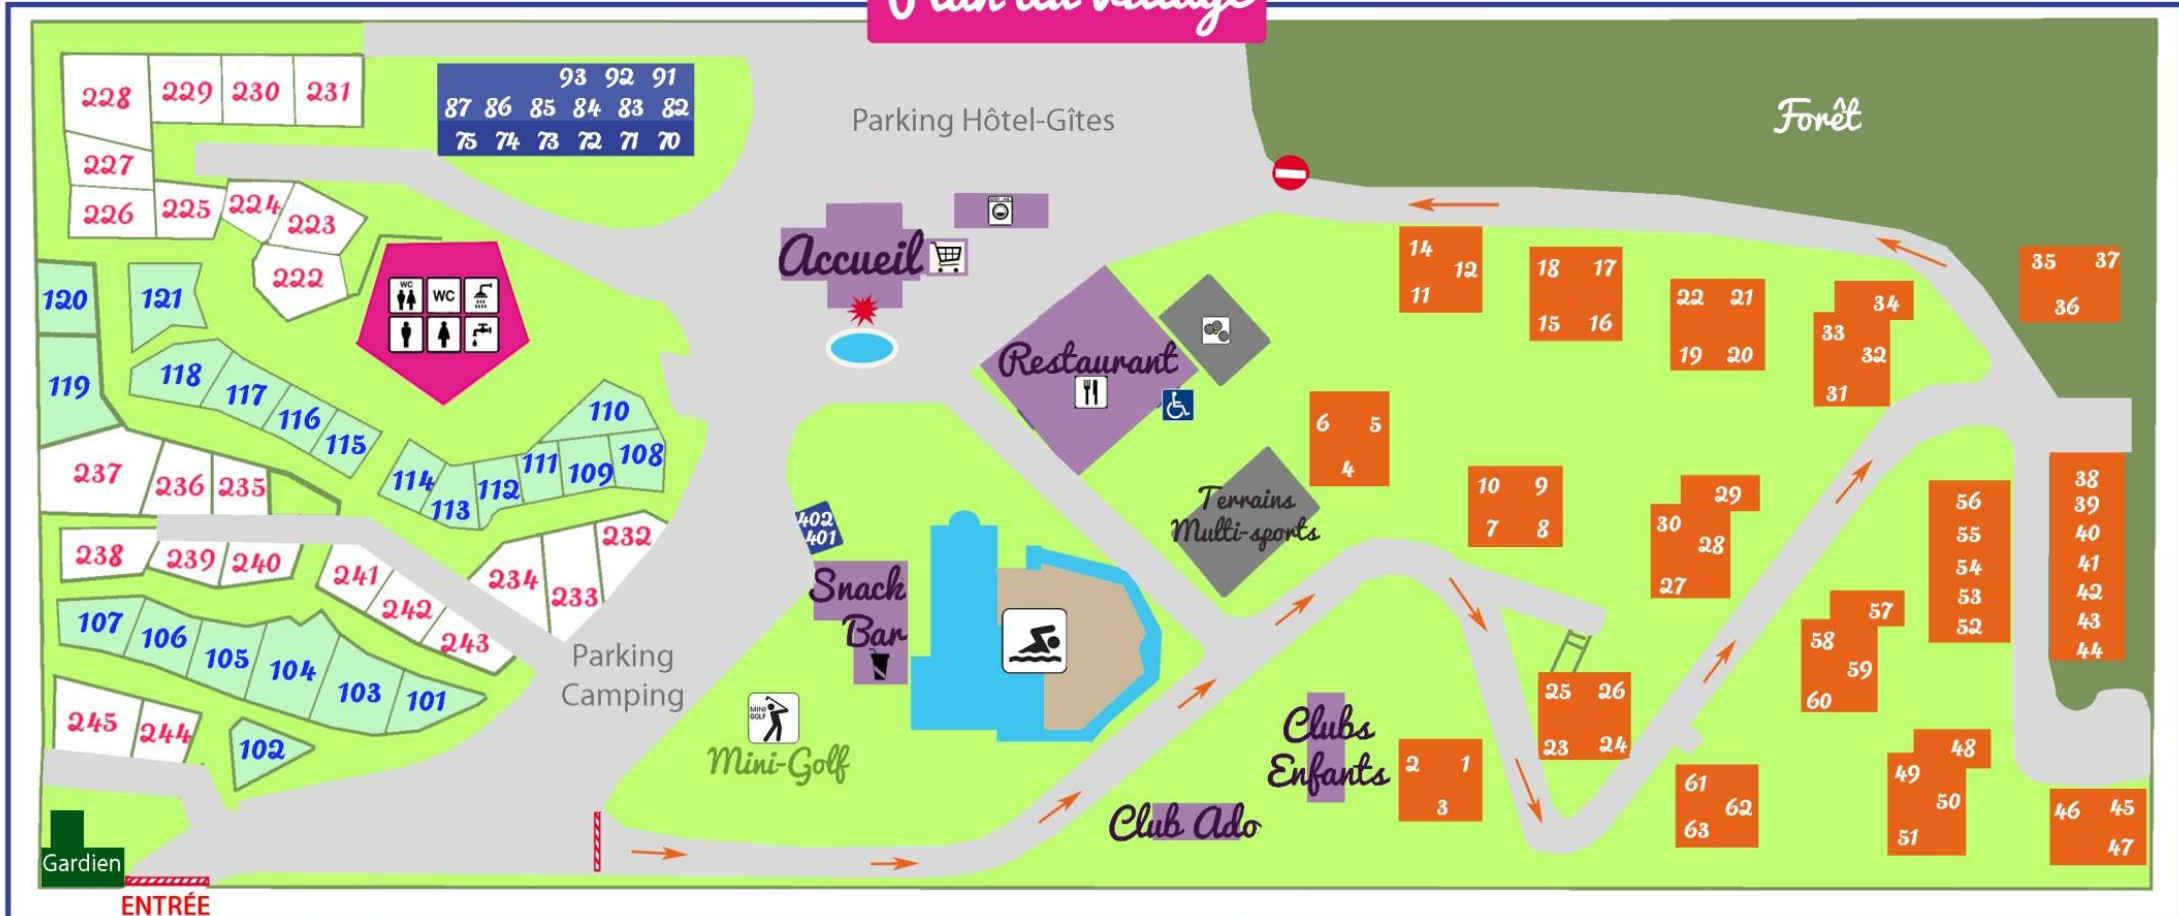 Plan du Village
228 229 230 231
227
226 225 224 223
222
93 92 91
87 86 85 84 83 82
75 74 73 72 71 70
Parking Hôtel-Gîtes
Forêt
Accueil
WC WC
120 121
119 118 117 116 115
114 113 112 111 109 110 108
237 236 235
238 239 240
241 242 243
234 233 232
107 106 105 104 103 101
102
245 244
Parking
Camping
Gardien
ENTRÉE
Restaurant
Terrains
Multi-sports
402
401
Snack
Bar
MINI
GOLF
Mini-Golf
Clubs
Enfants
Club Ado
14
12
11
18 17
15 16
22 21
19 20
34
33
32
31
35 37
36
6 5
4
10 9
7 8
29
30
28
27
56
55
54
53
52
38
39
40
41
42
43
44
57
58
59
60
25 26
23 24
2 1
3
61
62
63
48
49
50
51
46 45
47